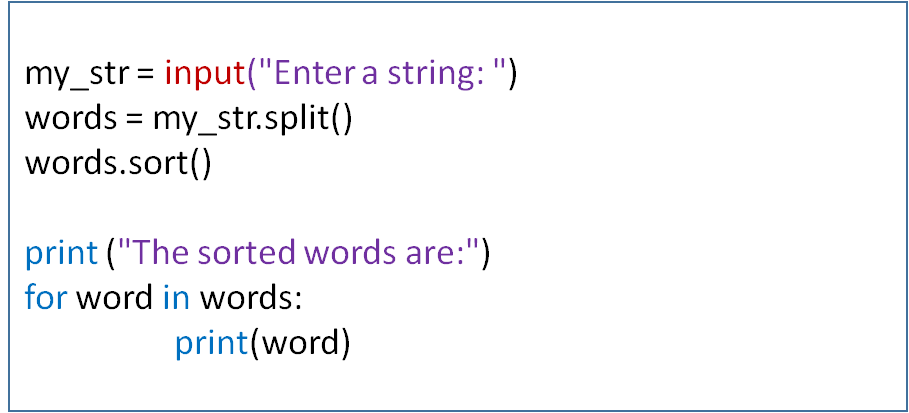 my_str = input("Enter a string: ")
words = my_str.split()
words.sort()
print ("The sorted words are:")
for word in words:
print(word)